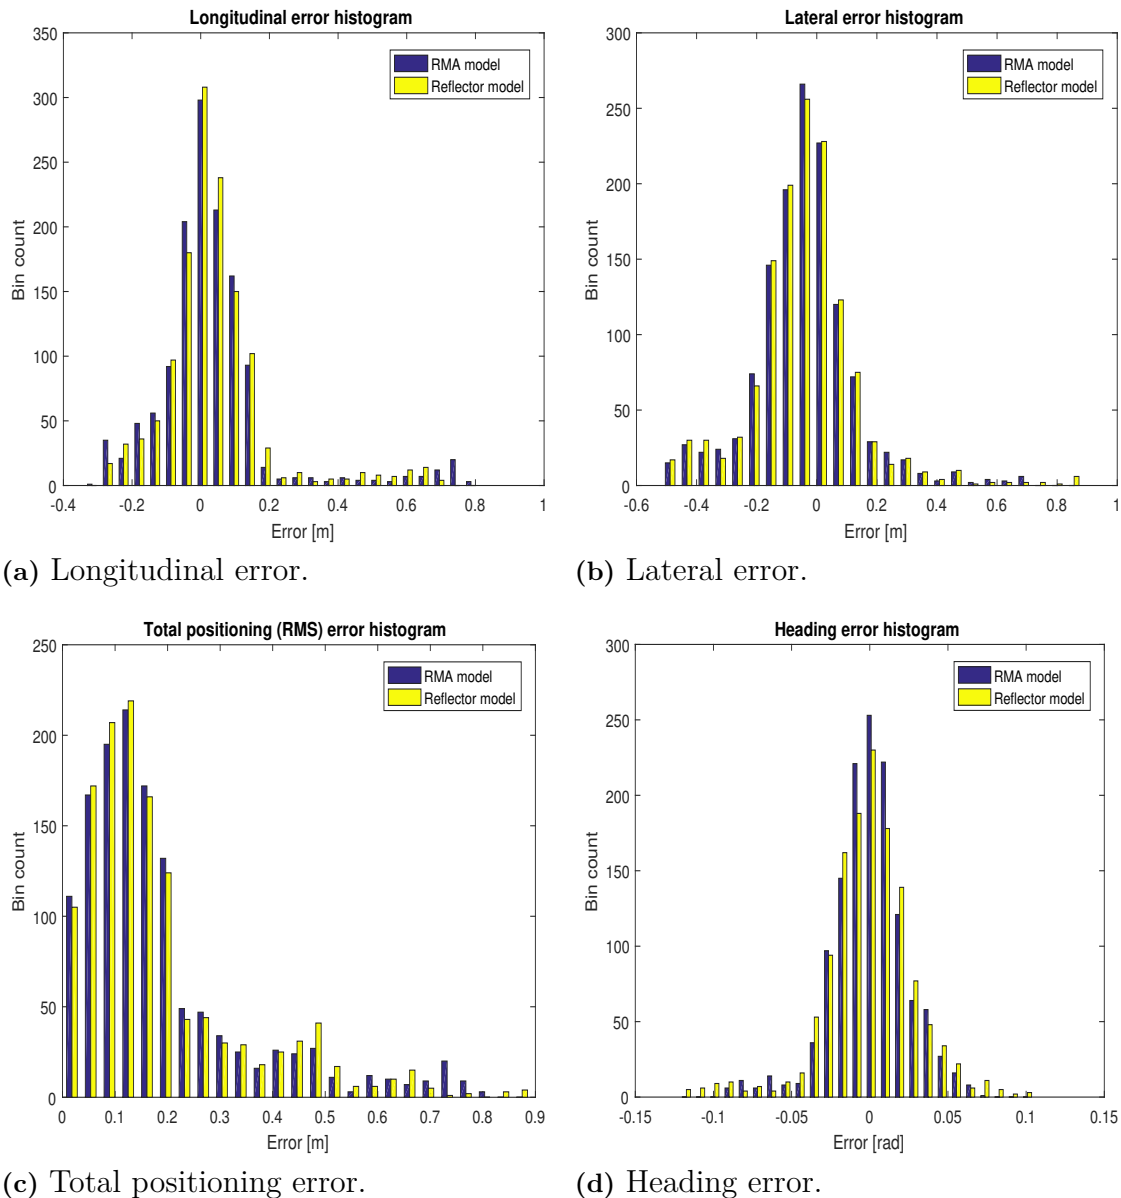 Longitudinal error histogram
350
300
250
200
150
100
50
0
Bin count
RMA model
Reflector model
-0.4 -0.2 0 0.2 0.4 0.6 0.8 1
Error [m]
(a) Longitudinal error.
Lateral error histogram
300
250
200
150
100
50
0
Bin count
RMA model
Reflector model
-0.6 -0.4 -0.2 0 0.2 0.4 0.6 0.8 1
Error [m]
(b) Lateral error.
Total positioning (RMS) error histogram
250
200
150
100
50
0
Bin count
RMA model
Reflector model
0 0.1 0.2 0.3 0.4 0.5 0.6 0.7 0.8 0.9
Error [m]
(c) Total positioning error.
Heading error histogram
300
250
200
150
100
50
0
Bin count
RMA model
Reflector model
-0.15 -0.1 -0.05 0 0.05 0.1 0.15
Error [rad]
(d) Heading error.